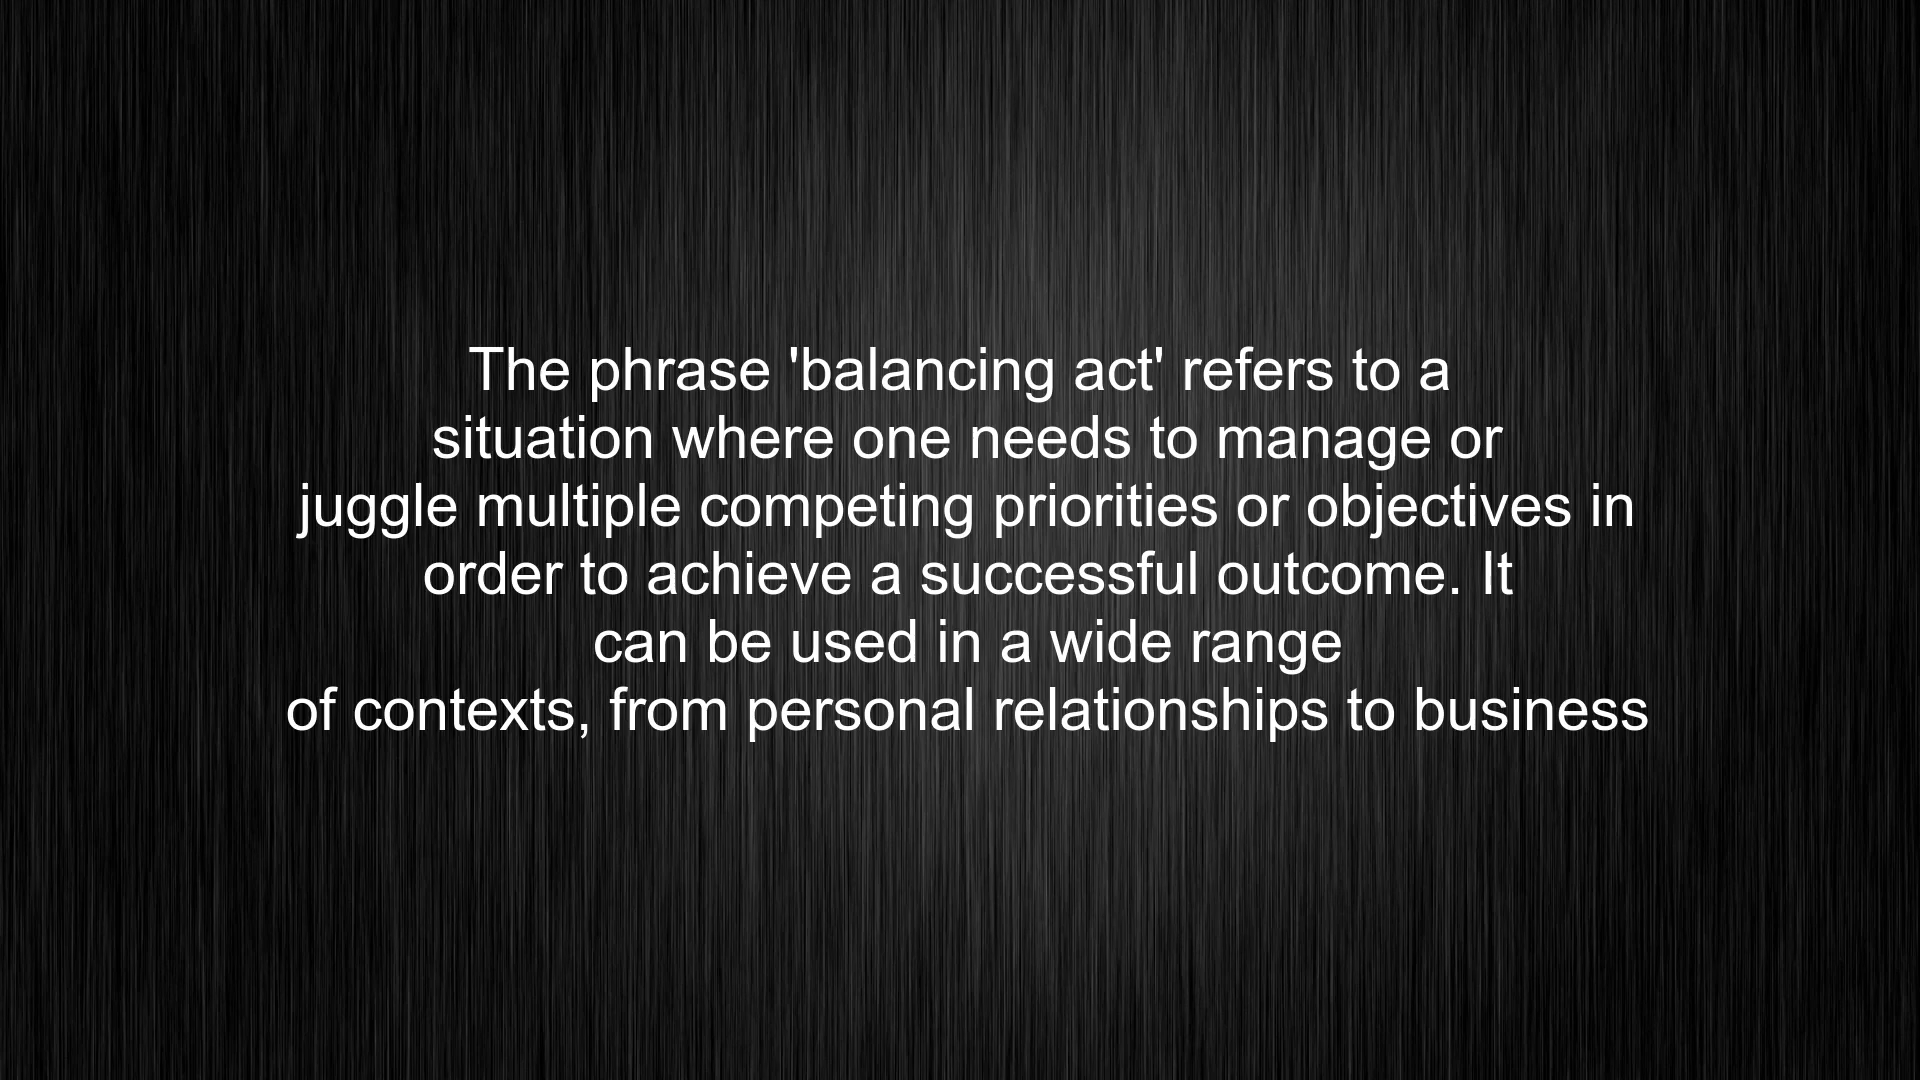 The phrase 'balancing act' refers to a
situation where one needs to manage or
juggle multiple competing priorities or objectives in
order to achieve a successful outcome. It
can be used in a wide range
of contexts, from personal relationships to business